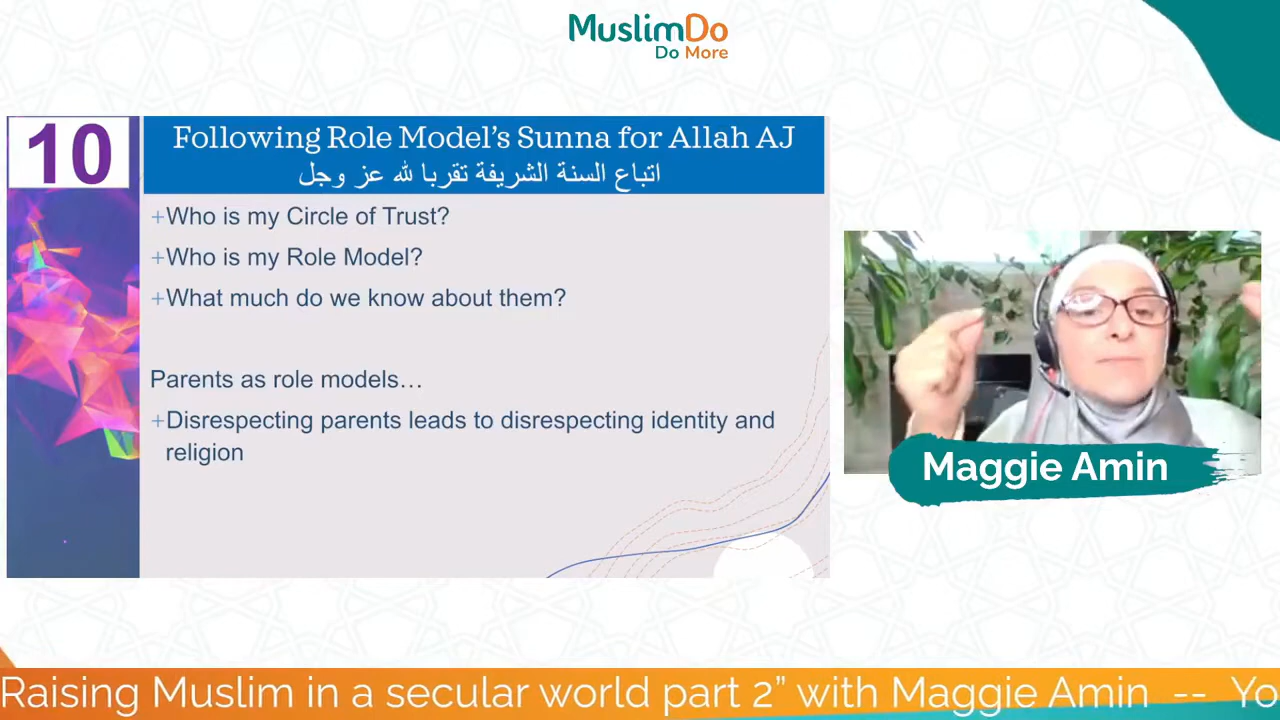 MuslimDo
Do More
10
Following Role Model's Sunna for Allah AJ
اتباع السنة الشريفة تقربا لله عز وجل
+Who is my Circle of Trust?
+Who is my Role Model?
+What much do we know about them?
Parents as role models…
+Disrespecting parents leads to disrespecting identity and
religion
Maggie Amin
Raising Muslim in a secular world part 2” with Maggie Amin -- Yo